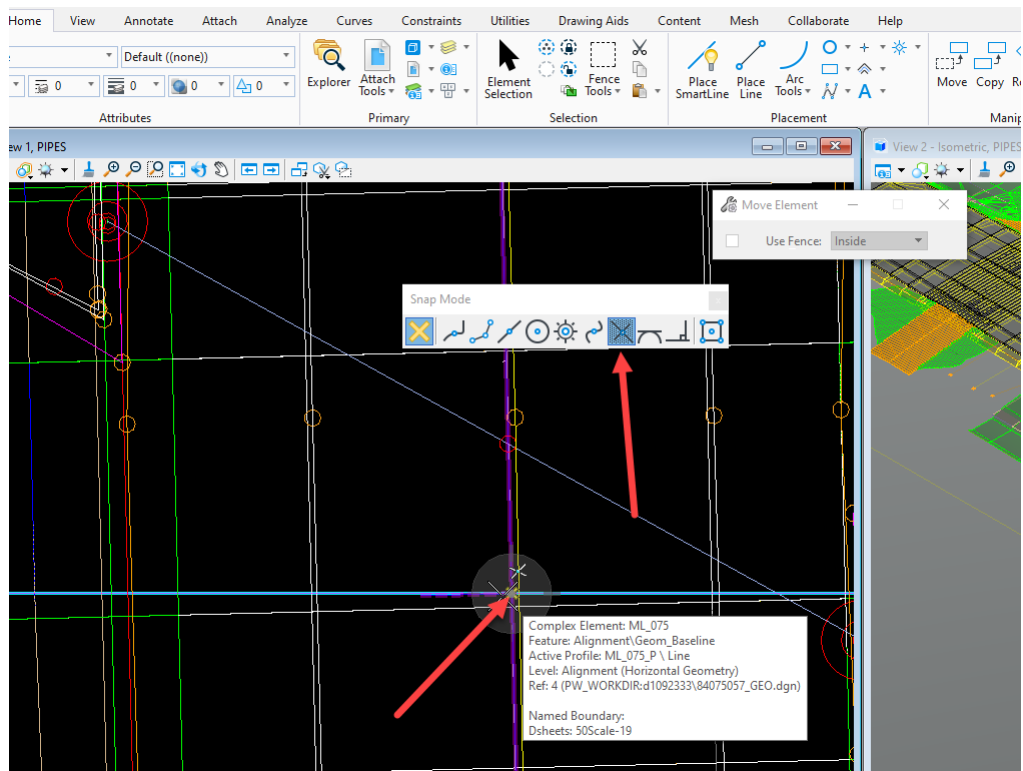 Home View Annotate Attach Analyze Curves Constraints Utilities Drawing Aids Content Mesh Collaborate Help
Default ((none))
0 0 0 0
Explorer Attach Tools Element Selection Fence Tools Place SmartLine Place Line Arc Tools Move Copy
Attributes Primary Selection Placement
ew 1, PIPES
View 2 - Isometric, PIPES
Move Element
Use Fence: Inside
Snap Mode
Complex Element: ML_075
Feature: Alignment\Geom_Baseline
Active Profile: ML_075_P \ Line
Level: Alignment (Horizontal Geometry)
Ref: 4 (PW_WORKDIR:d1092333\84075057_GEO.dgn)
Named Boundary:
Dsheets: 50Scale-19